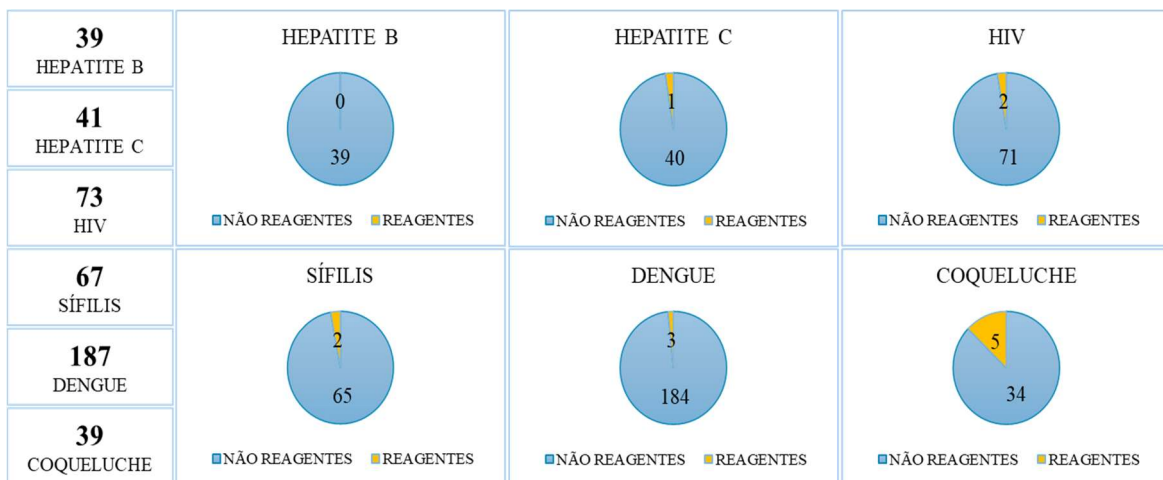 39
HEPATITE B
41
HEPATITE C
73
HIV
67
SÍFILIS
187
DENGUE
39
COQUELUCHE
HEPATITE B
0
39
NÃO REAGENTES REAGENTES
HEPATITE C
1
40
NÃO REAGENTES REAGENTES
HIV
2
71
NÃO REAGENTES REAGENTES
SÍFILIS
2
65
NÃO REAGENTES REAGENTES
DENGUE
3
184
NÃO REAGENTES REAGENTES
COQUELUCHE
5
34
NÃO REAGENTES REAGENTES